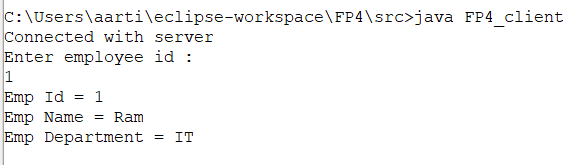 C:\Users\aarti\eclipse-workspace\FP4\src>java FP4_client
Connected with server
Enter employee id :
1
Emp Id = 1
Emp Name = Ram
Emp Department = IT